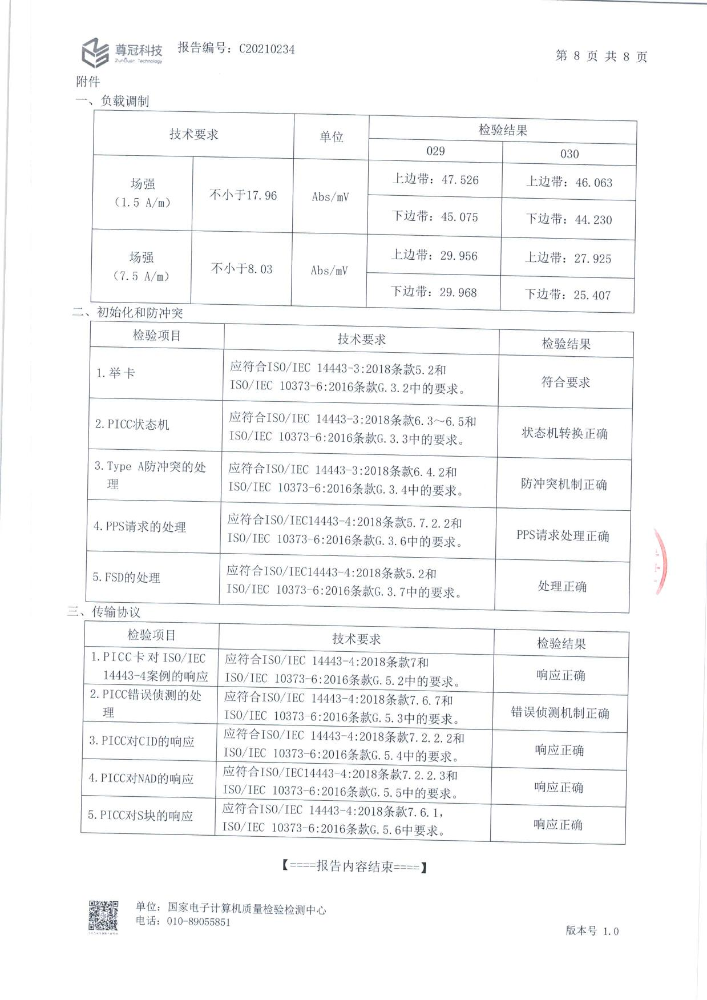 尊冠科技
ZunGuan Technology
报告编号：C20210234
第 8 页 共 8 页
附件
一、负载调制
技术要求 单位 检验结果
029 030
场强
（1.5 A/m） 不小于17.96 Abs/mV 上边带：47.526 上边带：46.063
下边带：45.075 下边带：44.230
场强
（7.5 A/m） 不小于8.03 Abs/mV 上边带：29.956 上边带：27.925
下边带：29.968 下边带：25.407
二、初始化和防冲突
检验项目 技术要求 检验结果
1.举卡 应符合ISO/IEC 14443-3:2018条款5.2和
ISO/IEC 10373-6:2016条款G.3.2中的要求。 符合要求
2.PICC状态机 应符合ISO/IEC 14443-3:2018条款6.3～6.5和
ISO/IEC 10373-6:2016条款G.3.3中的要求。 状态机转换正确
3.Type A防冲突的处
理 应符合ISO/IEC 14443-3:2018条款6.4.2和
ISO/IEC 10373-6:2016条款G.3.4中的要求。 防冲突机制正确
4.PPS请求的处理 应符合ISO/IEC14443-4:2018条款5.7.2.2和
ISO/IEC 10373-6:2016条款G.3.6中的要求。 PPS请求处理正确
5.FSD的处理 应符合ISO/IEC14443-4:2018条款5.2和
ISO/IEC 10373-6:2016条款G.3.7中的要求。 处理正确
三、传输协议
检验项目 技术要求 检验结果
1.PICC卡对ISO/IEC
14443-4案例的响应 应符合ISO/IEC 14443-4:2018条款7和
ISO/IEC 10373-6:2016条款G.5.2中的要求。 响应正确
2.PICC错误侦测的处
理 应符合ISO/IEC 14443-4:2018条款7.6.7和
ISO/IEC 10373-6:2016条款G.5.3中的要求。 错误侦测机制正确
3.PICC对CID的响应 应符合ISO/IEC 14443-4:2018条款7.2.2.2和
ISO/IEC 10373-6:2016条款G.5.4中的要求。 响应正确
4.PICC对NAD的响应 应符合ISO/IEC14443-4:2018条款7.2.2.3和
ISO/IEC 10373-6:2016条款G.5.5中的要求。 响应正确
5.PICC对S块的响应 应符合ISO/IEC 14443-4:2018条款7.6.1，
ISO/IEC 10373-6:2016条款G.5.6中要求。 响应正确
【====报告内容结束====】
单位：国家电子计算机质量检验检测中心
电话：010-89055851
版本号 1.0